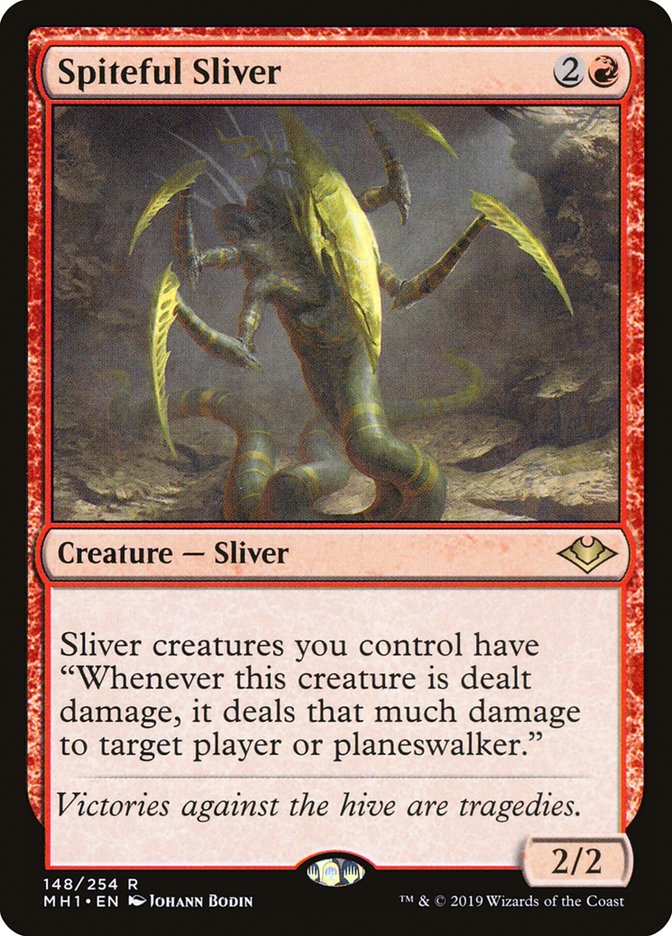 Spiteful Sliver 2
Creature — Sliver
Sliver creatures you control have
“Whenever this creature is dealt
damage, it deals that much damage
to target player or planeswalker.”
Victories against the hive are tragedies.
2/2
148/254 R
MH1 • EN Johann Bodin
™ & © 2019 Wizards of the Coast